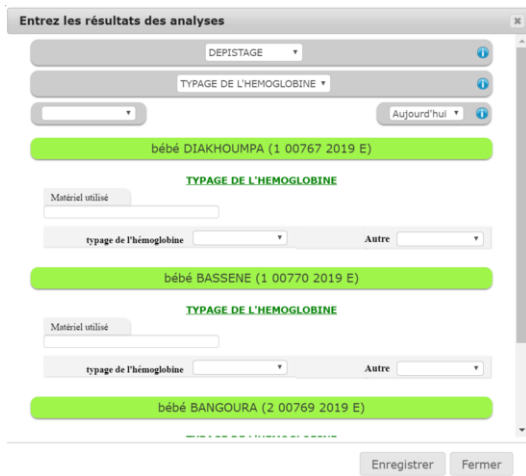 Entrez les résultats des analyses
DEPISTAGE
TYPAGE DE L'HEMOGLOBINE
Aujourd'hui
bébé DIAKHOUMPA (1 00767 2019 E)
TYPAGE DE L'HEMOGLOBINE
Matériel utilisé
typage de l'hémoglobine Autre
bébé BASSENE (1 00770 2019 E)
TYPAGE DE L'HEMOGLOBINE
Matériel utilisé
typage de l'hémoglobine Autre
bébé BANGOURA (2 00769 2019 E)
Enregistrer Fermer